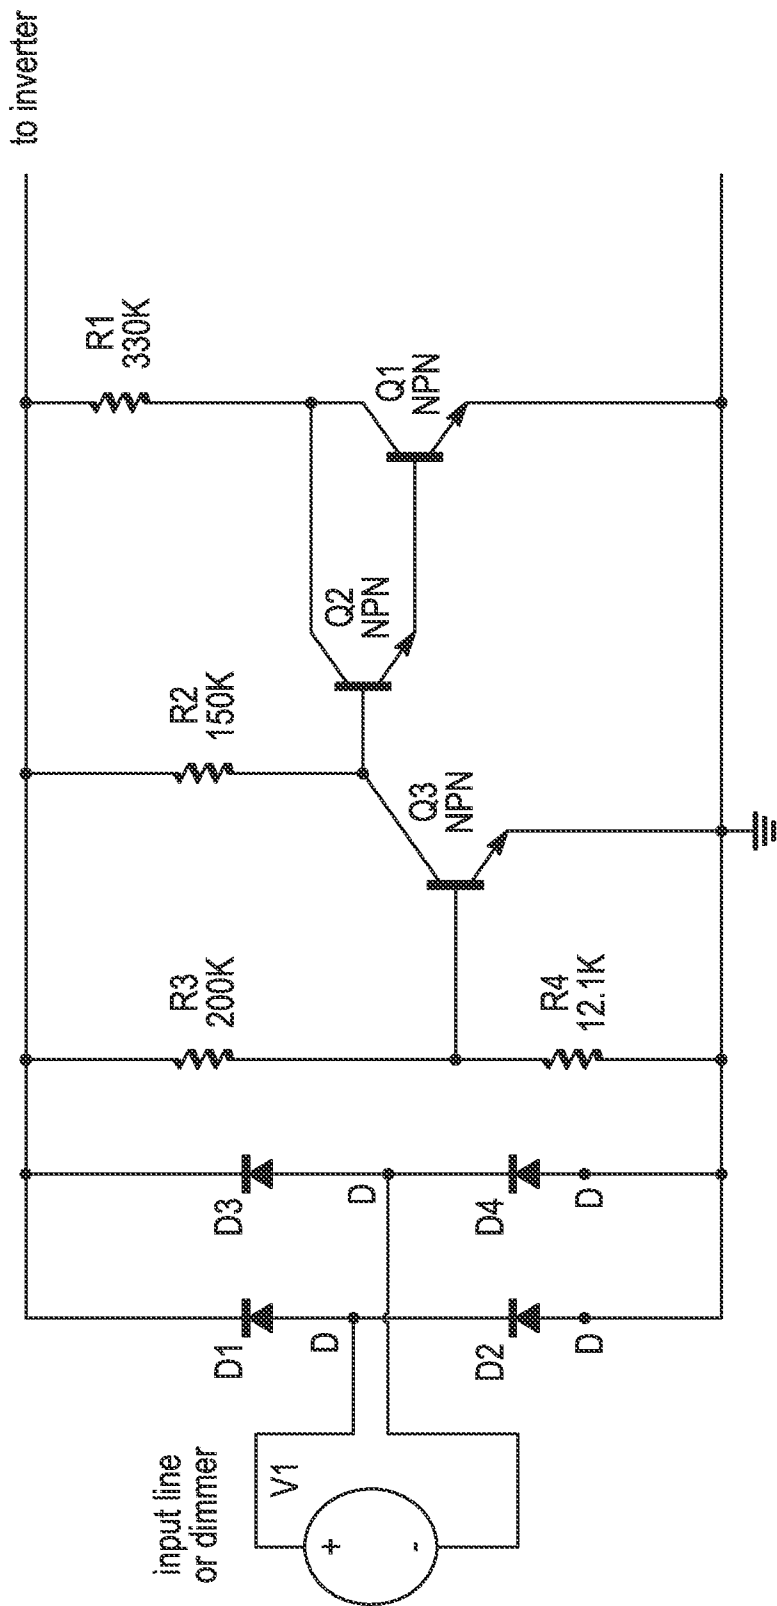 input line
or dimmer
V1
+
-
D1
D
D2
D
D3
D
D4
D
R3
200K
R4
12.1K
Q3
NPN
R2
150K
Q2
NPN
Q1
NPN
R1
330K
to inverter